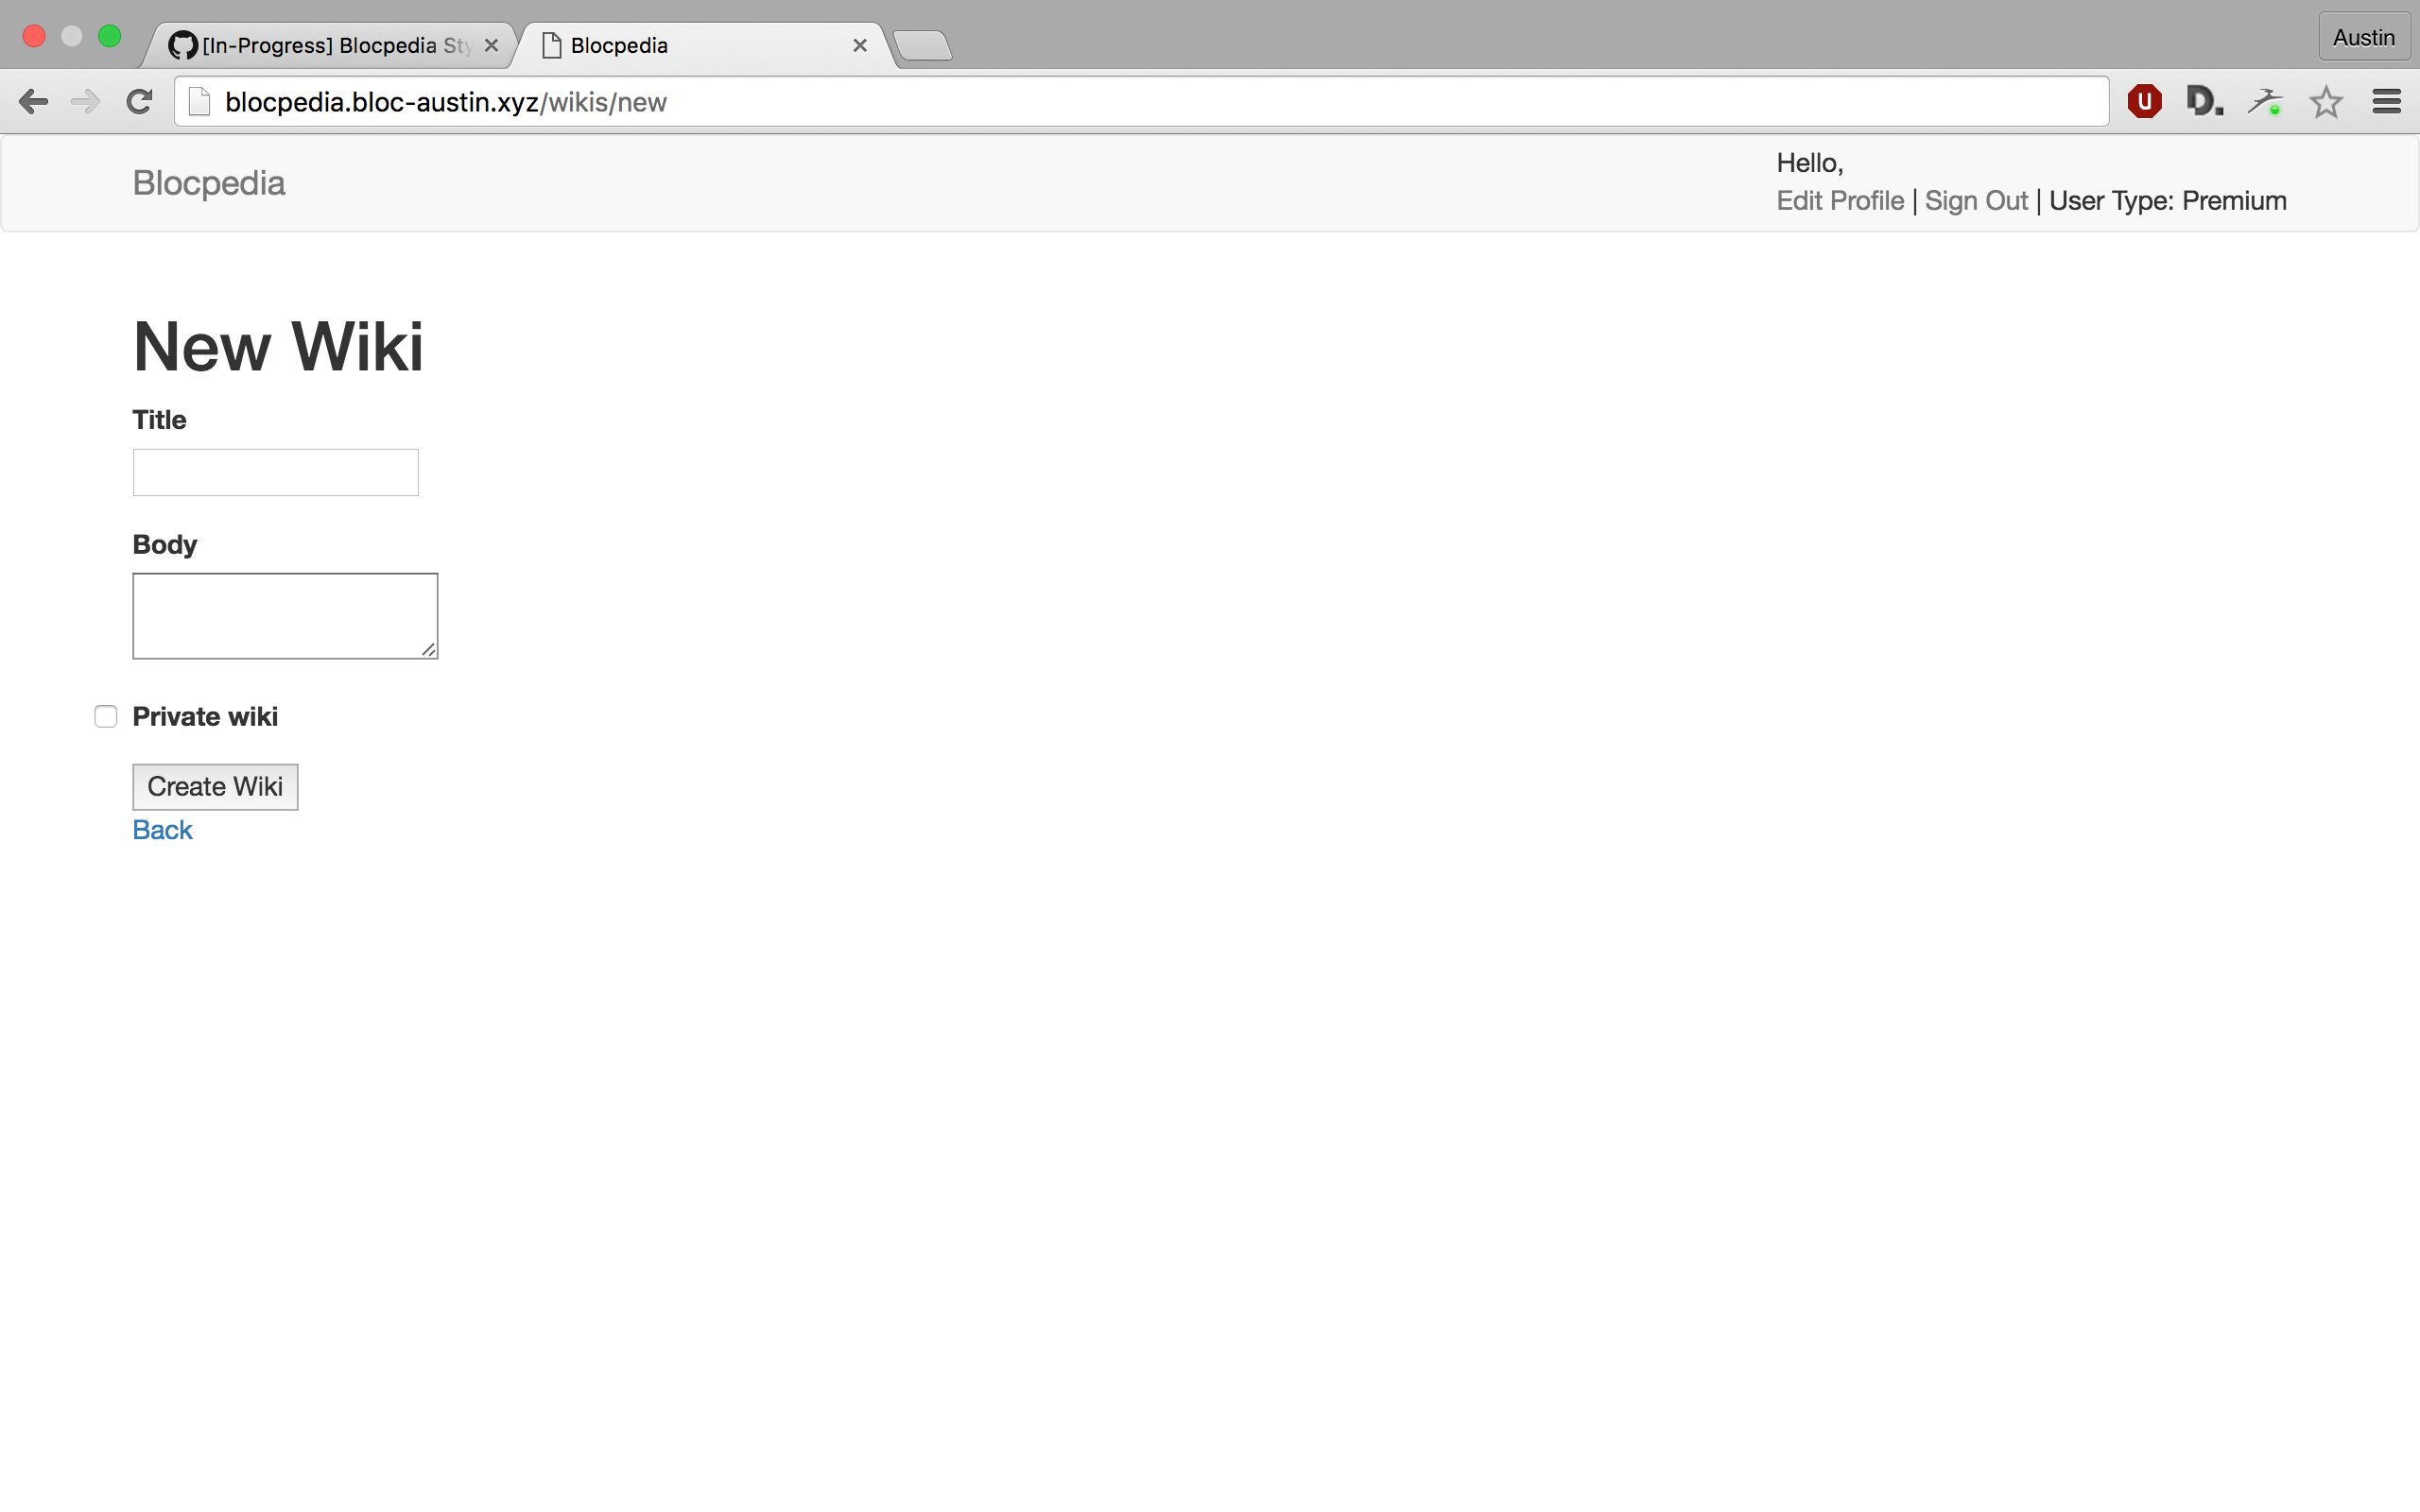 [In-Progress] Blocpedia Sty
Blocpedia
Austin
blocpedia.bloc-austin.xyz/wikis/new
Blocpedia
Hello,
Edit Profile | Sign Out | User Type: Premium
New Wiki
Title
Body
Private wiki
Create Wiki
Back